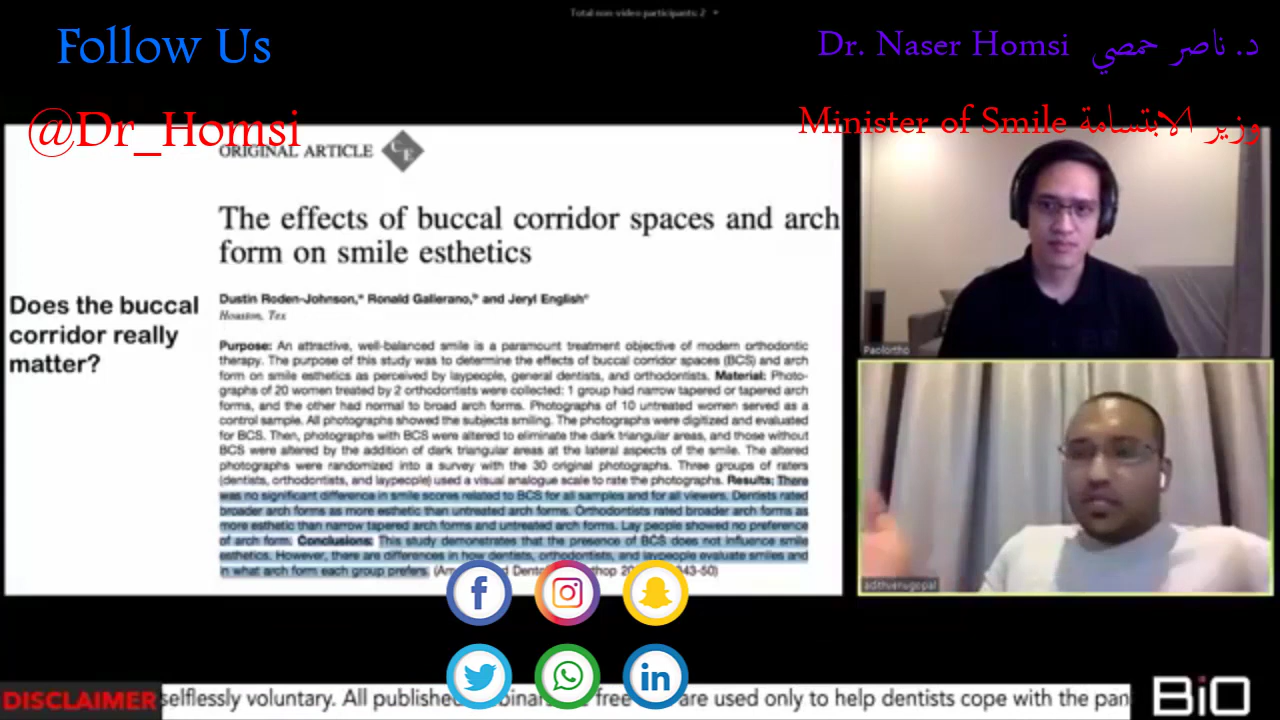 Total non-video participants: 2
Follow Us
Dr. Naser Homsi د. ناصر حمصي
@Dr_Homsi
Minister of Smile وزير الابتسامة
ORIGINAL ARTICLE
CE
The effects of buccal corridor spaces and arch
form on smile esthetics
Does the buccal
corridor really
matter?
Dustin Roden-Johnson,a Ronald Gallerano,b and Jeryl Englishc
Houston, Tex
Purpose: An attractive, well-balanced smile is a paramount treatment objective of modern orthodontic
therapy. The purpose of this study was to determine the effects of buccal corridor spaces (BCS) and arch
form on smile esthetics as perceived by laypeople, general dentists, and orthodontists. Material: Photo-
graphs of 20 women treated by 2 orthodontists were collected: 1 group had narrow tapered or tapered arch
forms, and the other had normal to broad arch forms. Photographs of 10 untreated women served as a
control sample. All photographs showed the subjects smiling. The photographs were digitized and evaluated
for BCS. Then, photographs with BCS were altered to eliminate the dark triangular areas, and those without
BCS were altered by the addition of dark triangular areas at the lateral aspects of the smile. The altered
photographs were randomized into a survey with the 30 original photographs. Three groups of raters
(dentists, orthodontists, and laypeople) used a visual analogue scale to rate the photographs. Results: There
was no significant difference in smile scores related to BCS for all samples and for all viewers. Dentists rated
broader arch forms as more esthetic than untreated arch forms. Orthodontists rated broader arch forms as
more esthetic than narrow tapered arch forms and untreated arch forms. Lay people showed no preference
of arch form. Conclusions: This study demonstrates that the presence of BCS does not influence smile
esthetics. However, there are differences in how dentists, orthodontists, and laypeople evaluate smiles and
in what arch form each group prefers. (Am d Dento thop 20 343-50)
Paolortho
adithvenugopal
DISCLAIMER selflessly voluntary. All publishe free are used only to help dentists cope with the pan
BiO